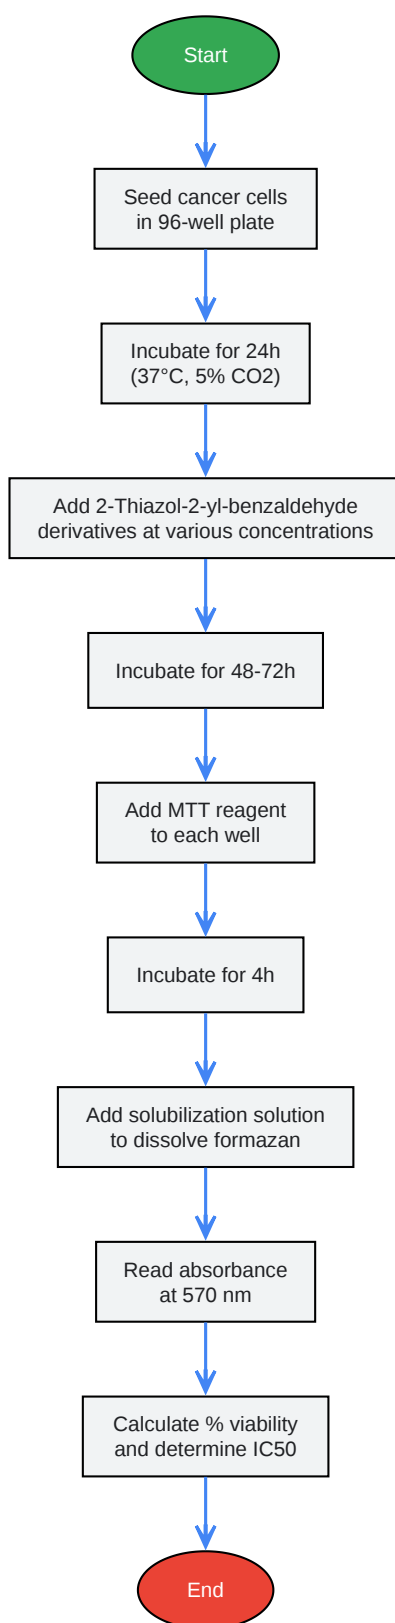 Start
Seed cancer cells
in 96-well plate
Incubate for 24h
(37°C, 5% CO2)
Add 2-Thiazol-2-yl-benzaldehyde
derivatives at various concentrations
Incubate for 48-72h
Add MTT reagent
to each well
Incubate for 4h
Add solubilization solution
to dissolve formazan
Read absorbance
at 570 nm
Calculate % viability
and determine IC50
End